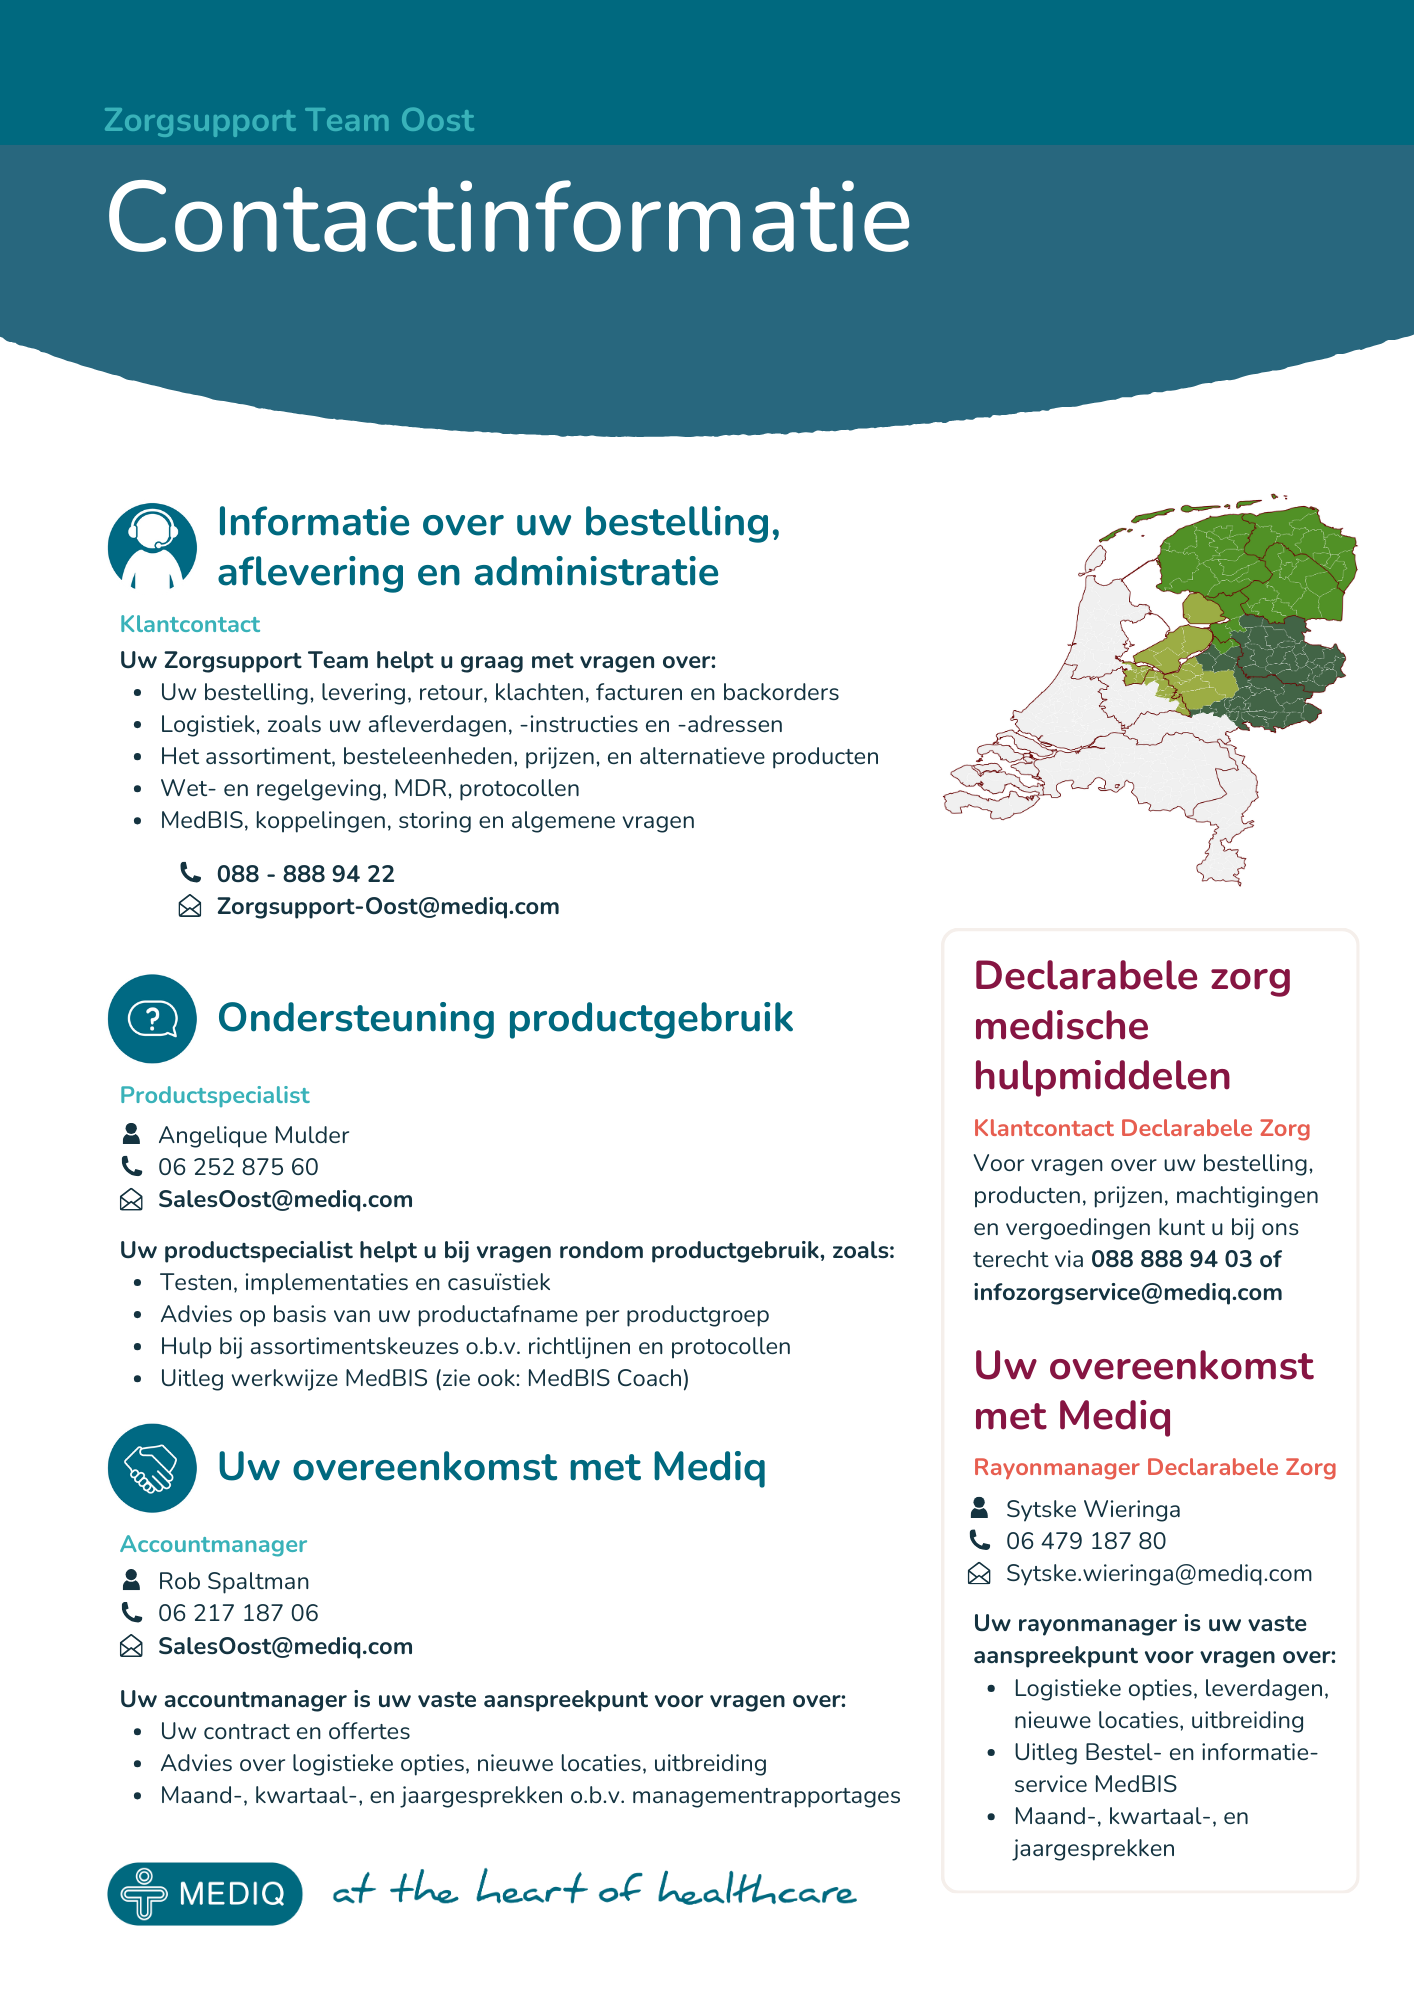 Zorgsupport Team Oost
Contactinformatie
Informatie over uw bestelling,
aflevering en administratie
Klantcontact
Uw Zorgsupport Team helpt u graag met vragen over:
• Uw bestelling, levering, retour, klachten, facturen en backorders
• Logistiek, zoals uw afleverdagen, -instructies en -adressen
• Het assortiment, besteleenheden, prijzen, en alternatieve producten
• Wet- en regelgeving, MDR, protocollen
• MedBIS, koppelingen, storing en algemene vragen
088 - 888 94 22
Zorgsupport-Oost@mediq.com
Ondersteuning productgebruik
Productspecialist
Angelique Mulder
06 252 875 60
SalesOost@mediq.com
Uw productspecialist helpt u bij vragen rondom productgebruik, zoals:
• Testen, implementaties en casuïstiek
• Advies op basis van uw productafname per productgroep
• Hulp bij assortimentskeuzes o.b.v. richtlijnen en protocollen
• Uitleg werkwijze MedBIS (zie ook: MedBIS Coach)
Uw overeenkomst met Mediq
Accountmanager
Rob Spaltman
06 217 187 06
SalesOost@mediq.com
Uw accountmanager is uw vaste aanspreekpunt voor vragen over:
• Uw contract en offertes
• Advies over logistieke opties, nieuwe locaties, uitbreiding
• Maand-, kwartaal-, en jaargesprekken o.b.v. managementrapportages
Declarabele zorg
medische
hulpmiddelen
Klantcontact Declarabele Zorg
Voor vragen over uw bestelling,
producten, prijzen, machtigingen
en vergoedingen kunt u bij ons
terecht via 088 888 94 03 of
infozorgservice@mediq.com
Uw overeenkomst
met Mediq
Rayonmanager Declarabele Zorg
Sytske Wieringa
06 479 187 80
Sytske.wieringa@mediq.com
Uw rayonmanager is uw vaste
aanspreekpunt voor vragen over:
• Logistieke opties, leverdagen,
nieuwe locaties, uitbreiding
• Uitleg Bestel- en informatie-
service MedBIS
• Maand-, kwartaal-, en
jaargesprekken
MEDIQ at the heart of healthcare